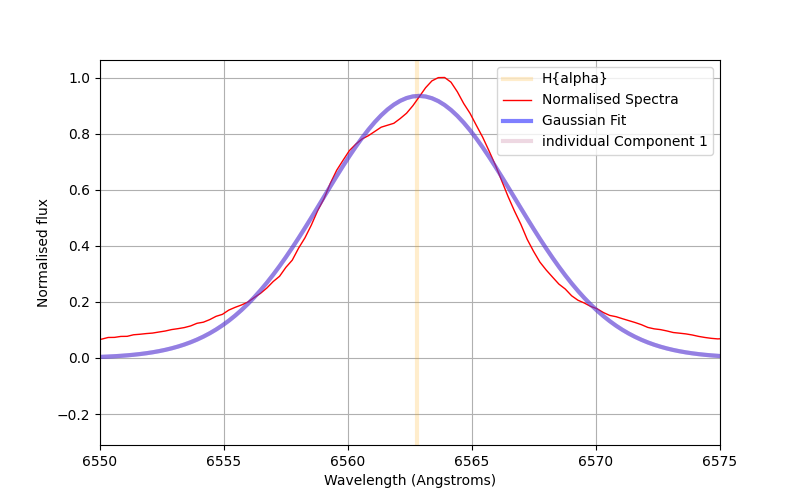 H{alpha}
Normalised Spectra
Gaussian Fit
individual Component 1
1.0
0.8
0.6
0.4
0.2
0.0
−0.2
Normalised flux
6550 6555 6560 6565 6570 6575
Wavelength (Angstroms)